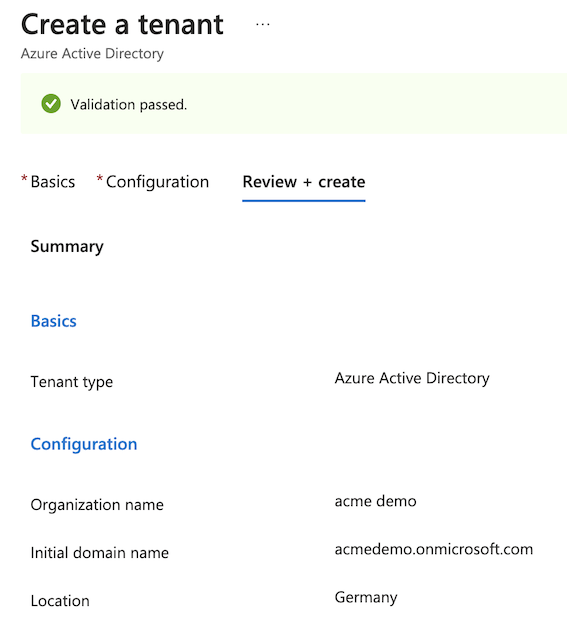 Create a tenant ...
Azure Active Directory
Validation passed.
*Basics *Configuration Review + create
Summary
Basics
Tenant type Azure Active Directory
Configuration
Organization name acme demo
Initial domain name acmedemo.onmicrosoft.com
Location Germany